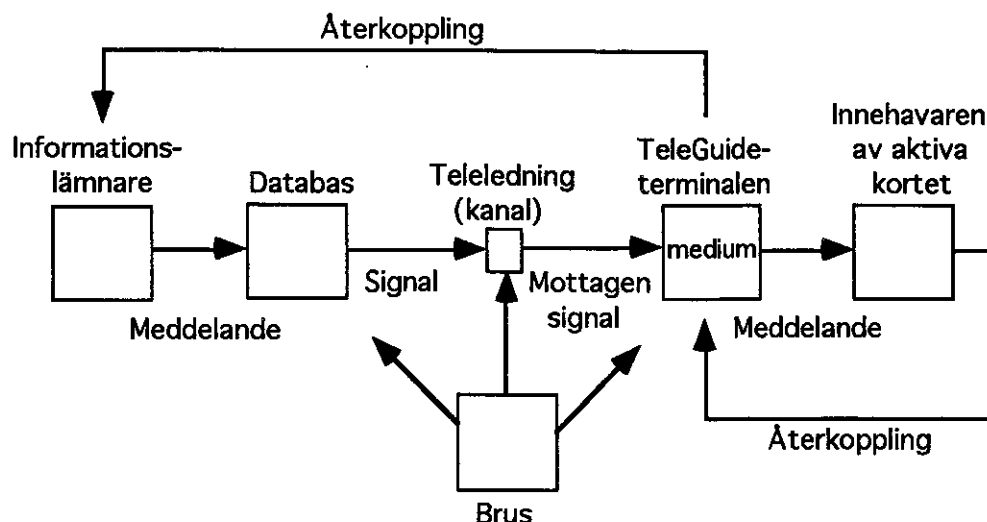 Återkoppling
Informations-
lämnare
Databas
Teleledning
(kanal)
TeleGuide-
terminalen
Innehavaren
av aktiva
kortet
medium
Signal
Mottagen
signal
Meddelande
Meddelande
Återkoppling
Brus